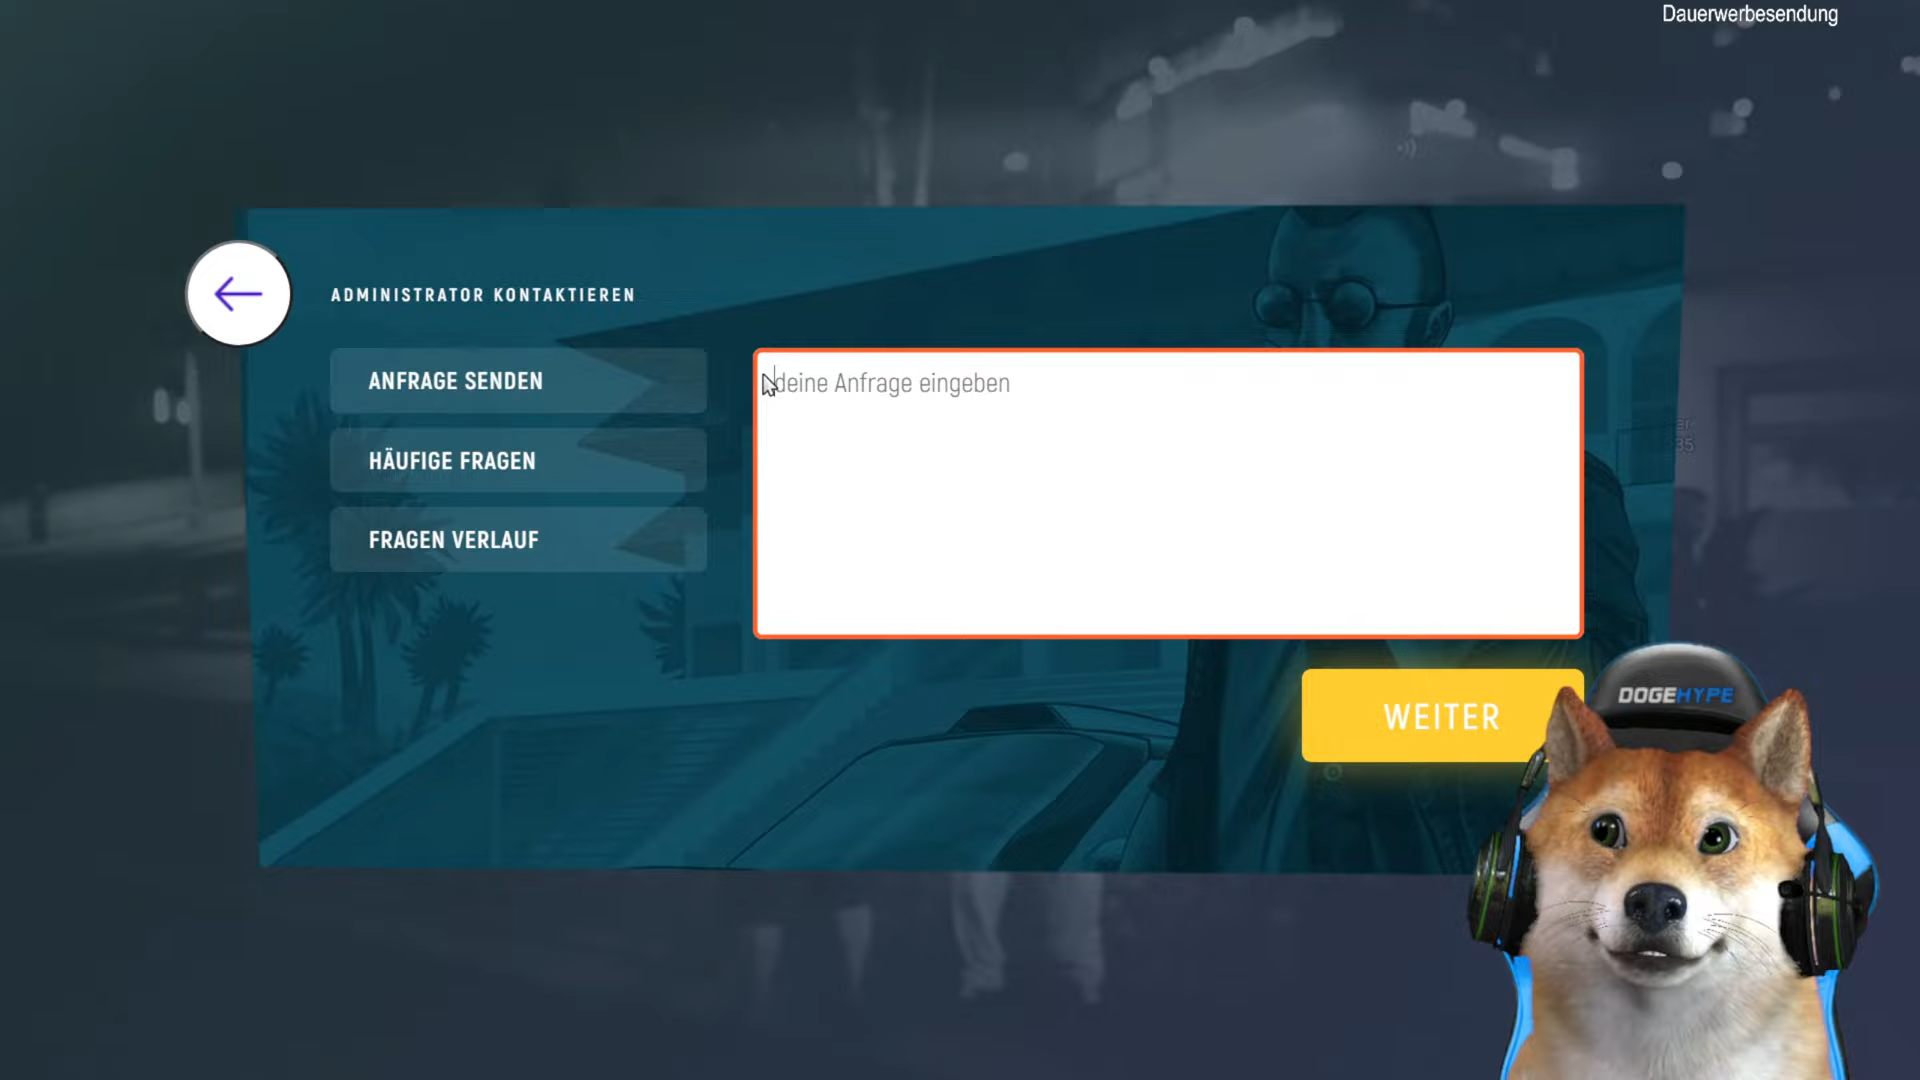 Dauerwerbesendung
ADMINISTRATOR KONTAKTIEREN
ANFRAGE SENDEN
deine Anfrage eingeben
HÄUFIGE FRAGEN
FRAGEN VERLAUF
WEITER
DOGEHYPE